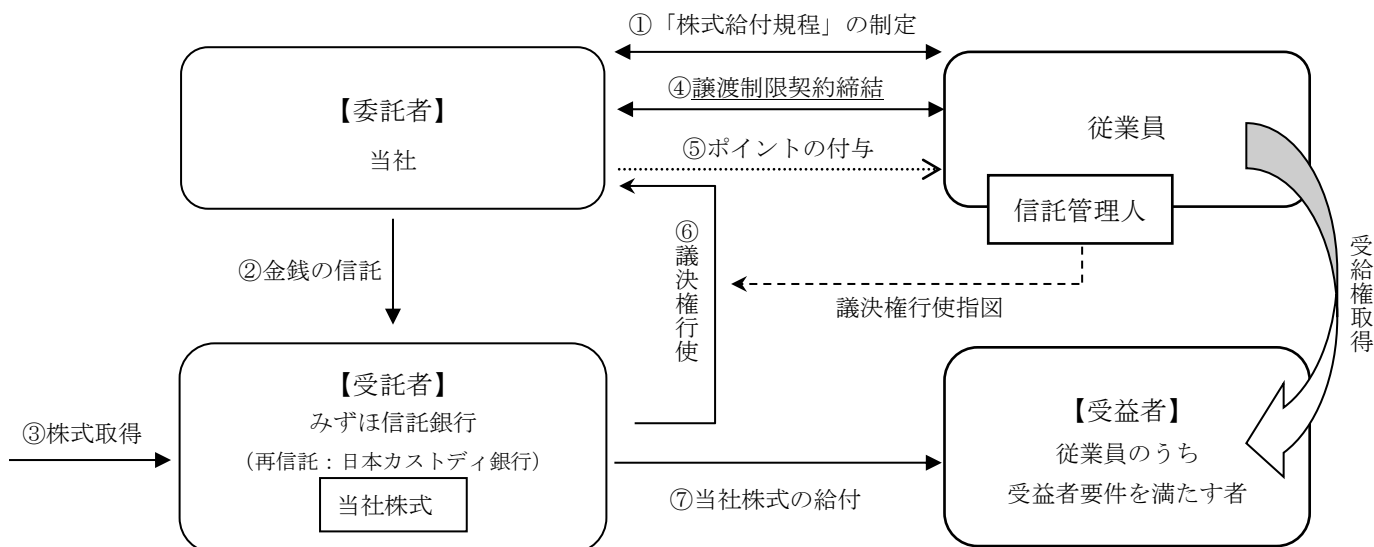 ①「株式給付規程」の制定
【委託者】
当社
④譲渡制限契約締結
⑤ポイントの付与
従業員
信託管理人
②金銭の信託
⑥議決権行使
議決権行使指図
受給権取得
③株式取得
【受託者】
みずほ信託銀行
（再信託：日本カストディ銀行）
当社株式
⑦当社株式の給付
【受益者】
従業員のうち
受益者要件を満たす者